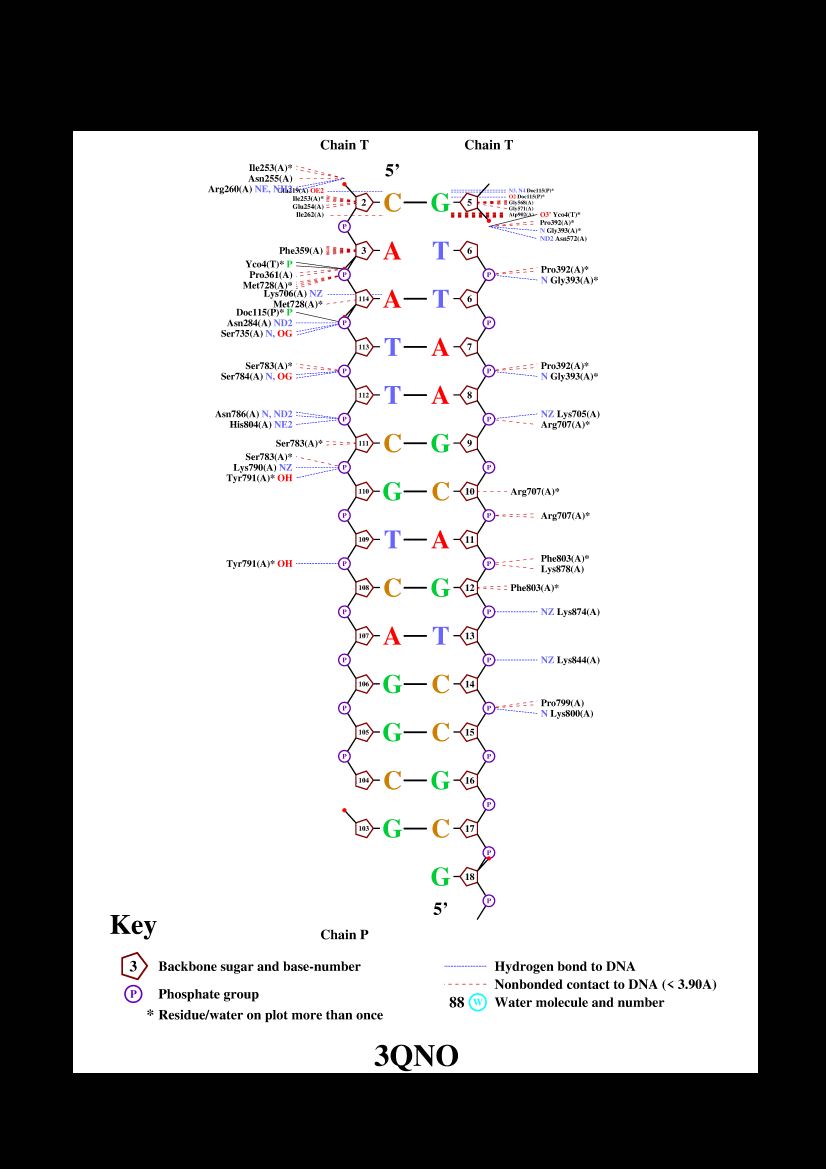 Chain T Chain T
5'
Ile253(A)*
Asn255(A)
Arg260(A) NE, NH2
OE2
Ile253(A)*
Glu254(A)
Ile262(A)
2 C G 5
N3, N4 Doc115(P)*
O2 Doc115(P)*
Gly568(A)
Gly571(A)
O3' Yco4(T)*
Pro392(A)*
N Gly393(A)*
ND2 Asn572(A)
P
Phe359(A) 3 A T 6
Yco4(T)* P
Pro361(A)
Met728(A)*
P P
Pro392(A)*
N Gly393(A)*
Lys706(A) NZ
Met728(A)*
114 A T 6
Doc115(P)* P
Asn284(A) ND2
Ser735(A) N, OG
P P
113 T A 7
Ser783(A)*
Ser784(A) N, OG
P P
Pro392(A)*
N Gly393(A)*
112 T A 8
Asn786(A) N, ND2
His804(A) NE2
P P
NZ Lys705(A)
Arg707(A)*
Ser783(A)* 111 C G 9
Ser783(A)*
Lys790(A) NZ
Tyr791(A)* OH
P P
110 G C 10 Arg707(A)*
P P Arg707(A)*
109 T A 11
Tyr791(A)* OH P P
Phe803(A)*
Lys878(A)
108 C G 12 Phe803(A)*
P P NZ Lys874(A)
107 A T 13
P P NZ Lys844(A)
106 G C 14
P P
Pro799(A)
N Lys800(A)
105 G C 15
P P
104 C G 16
P
103 G C 17
P
G 18
P
5'
Chain P
Key
3 Backbone sugar and base-number
P Phosphate group
* Residue/water on plot more than once
Hydrogen bond to DNA
Nonbonded contact to DNA (< 3.90A)
88 W Water molecule and number
3QNO